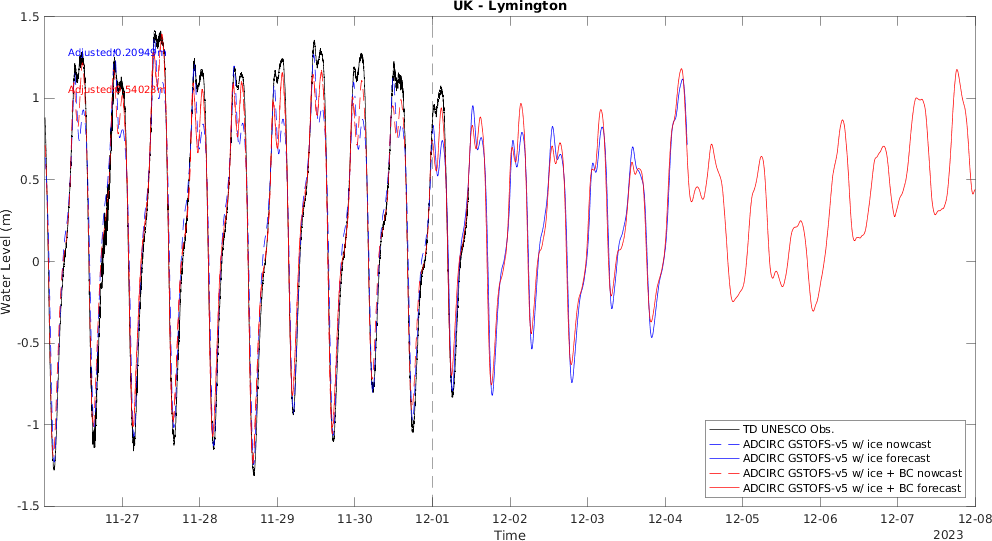 UK - Lymington
Adjusted 0.20949m
Adjusted 0.54023m
Water Level (m)
1.5
1
0.5
0
-0.5
-1
-1.5
11-27 11-28 11-29 11-30 12-01 12-02 12-03 12-04 12-05 12-06 12-07 12-08
Time
2023
TD UNESCO Obs.
ADCIRC GSTOFS-v5 w/ ice nowcast
ADCIRC GSTOFS-v5 w/ ice forecast
ADCIRC GSTOFS-v5 w/ ice + BC nowcast
ADCIRC GSTOFS-v5 w/ ice + BC forecast